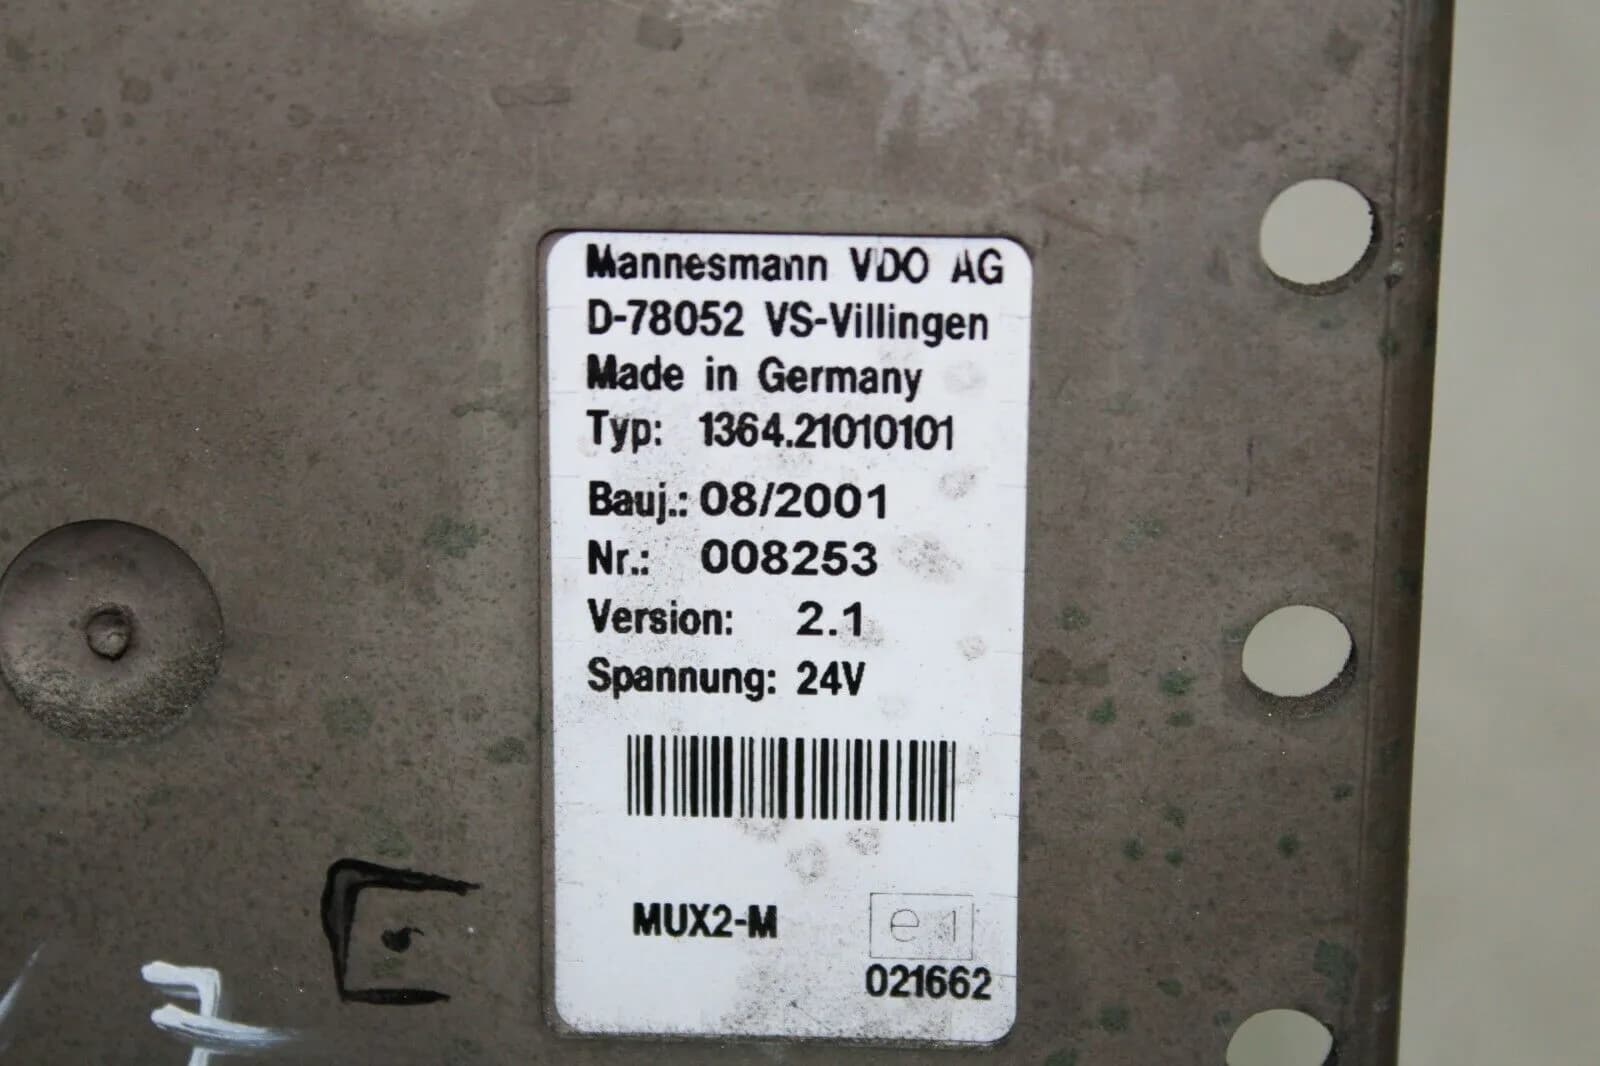 Mannesmann VDO AG
D-78052 VS-Villingen
Made in Germany
Typ: 1364.21010101
Bauj.: 08/2001
Nr.: 008253
Version: 2.1
Spannung: 24V
MUX2-M
e1
021662